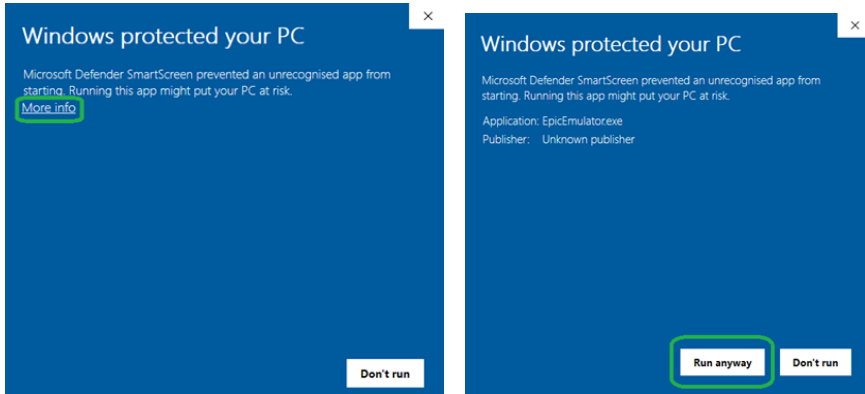 Windows protected your PC
Microsoft Defender SmartScreen prevented an unrecognised app from
starting. Running this app might put your PC at risk.
More info
Don't run
Windows protected your PC
Microsoft Defender SmartScreen prevented an unrecognised app from
starting. Running this app might put your PC at risk.
Application: EpicEmulator.exe
Publisher: Unknown publisher
Run anyway
Don't run